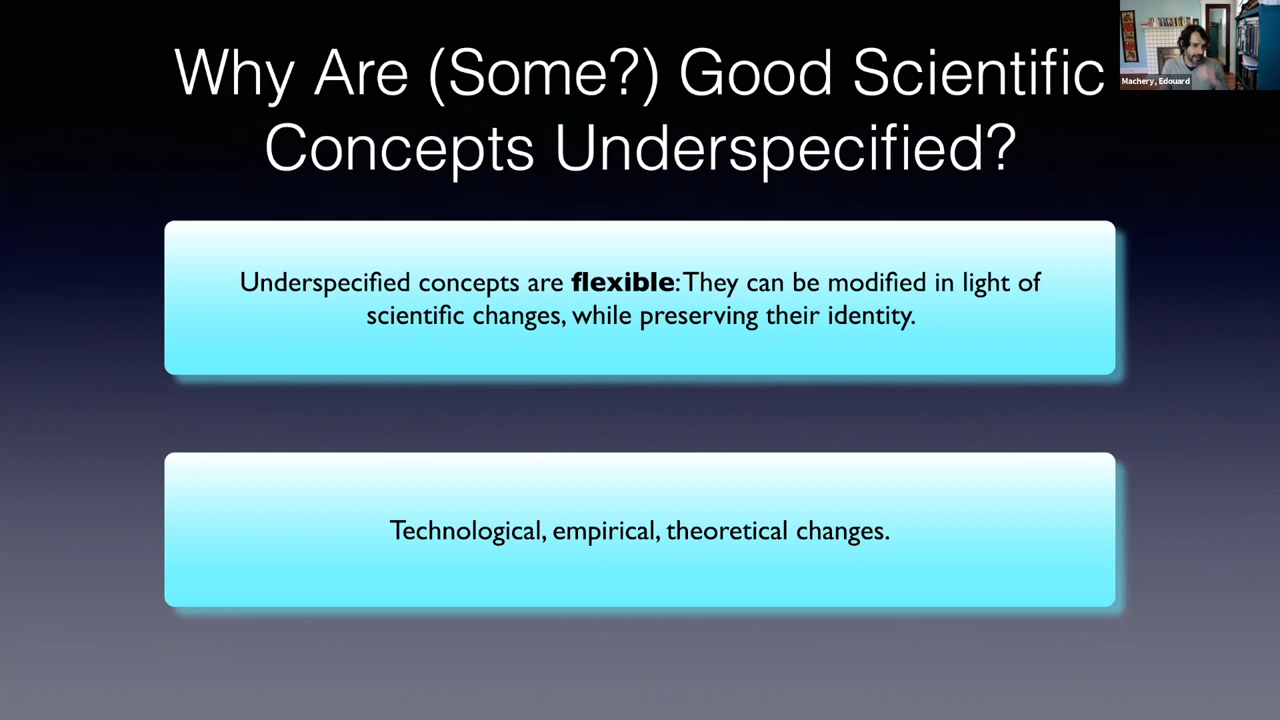 Why Are (Some?) Good Scientific
Concepts Underspecified?
Machery, Edouard
Underspecified concepts are flexible: They can be modified in light of
scientific changes, while preserving their identity.
Technological, empirical, theoretical changes.